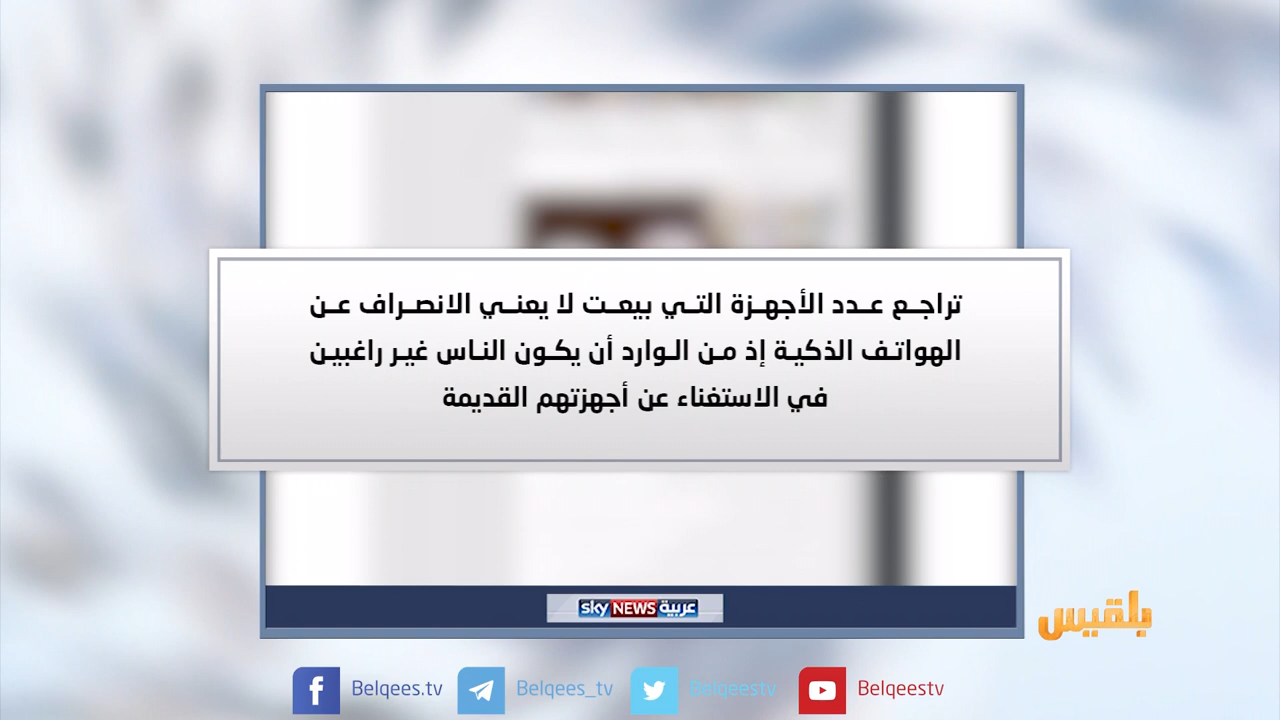 تراجع عدد الأجهزة التي بيعت لا يعني الانصراف عن
الهواتف الذكية إذ من الوارد أن يكون الناس غير راغبين
في الاستغناء عن أجهزتهم القديمة
sky NEWS عربية
بلقيس
Belqees.tv
Belqees_tv
Belqeestv
Belqeestv